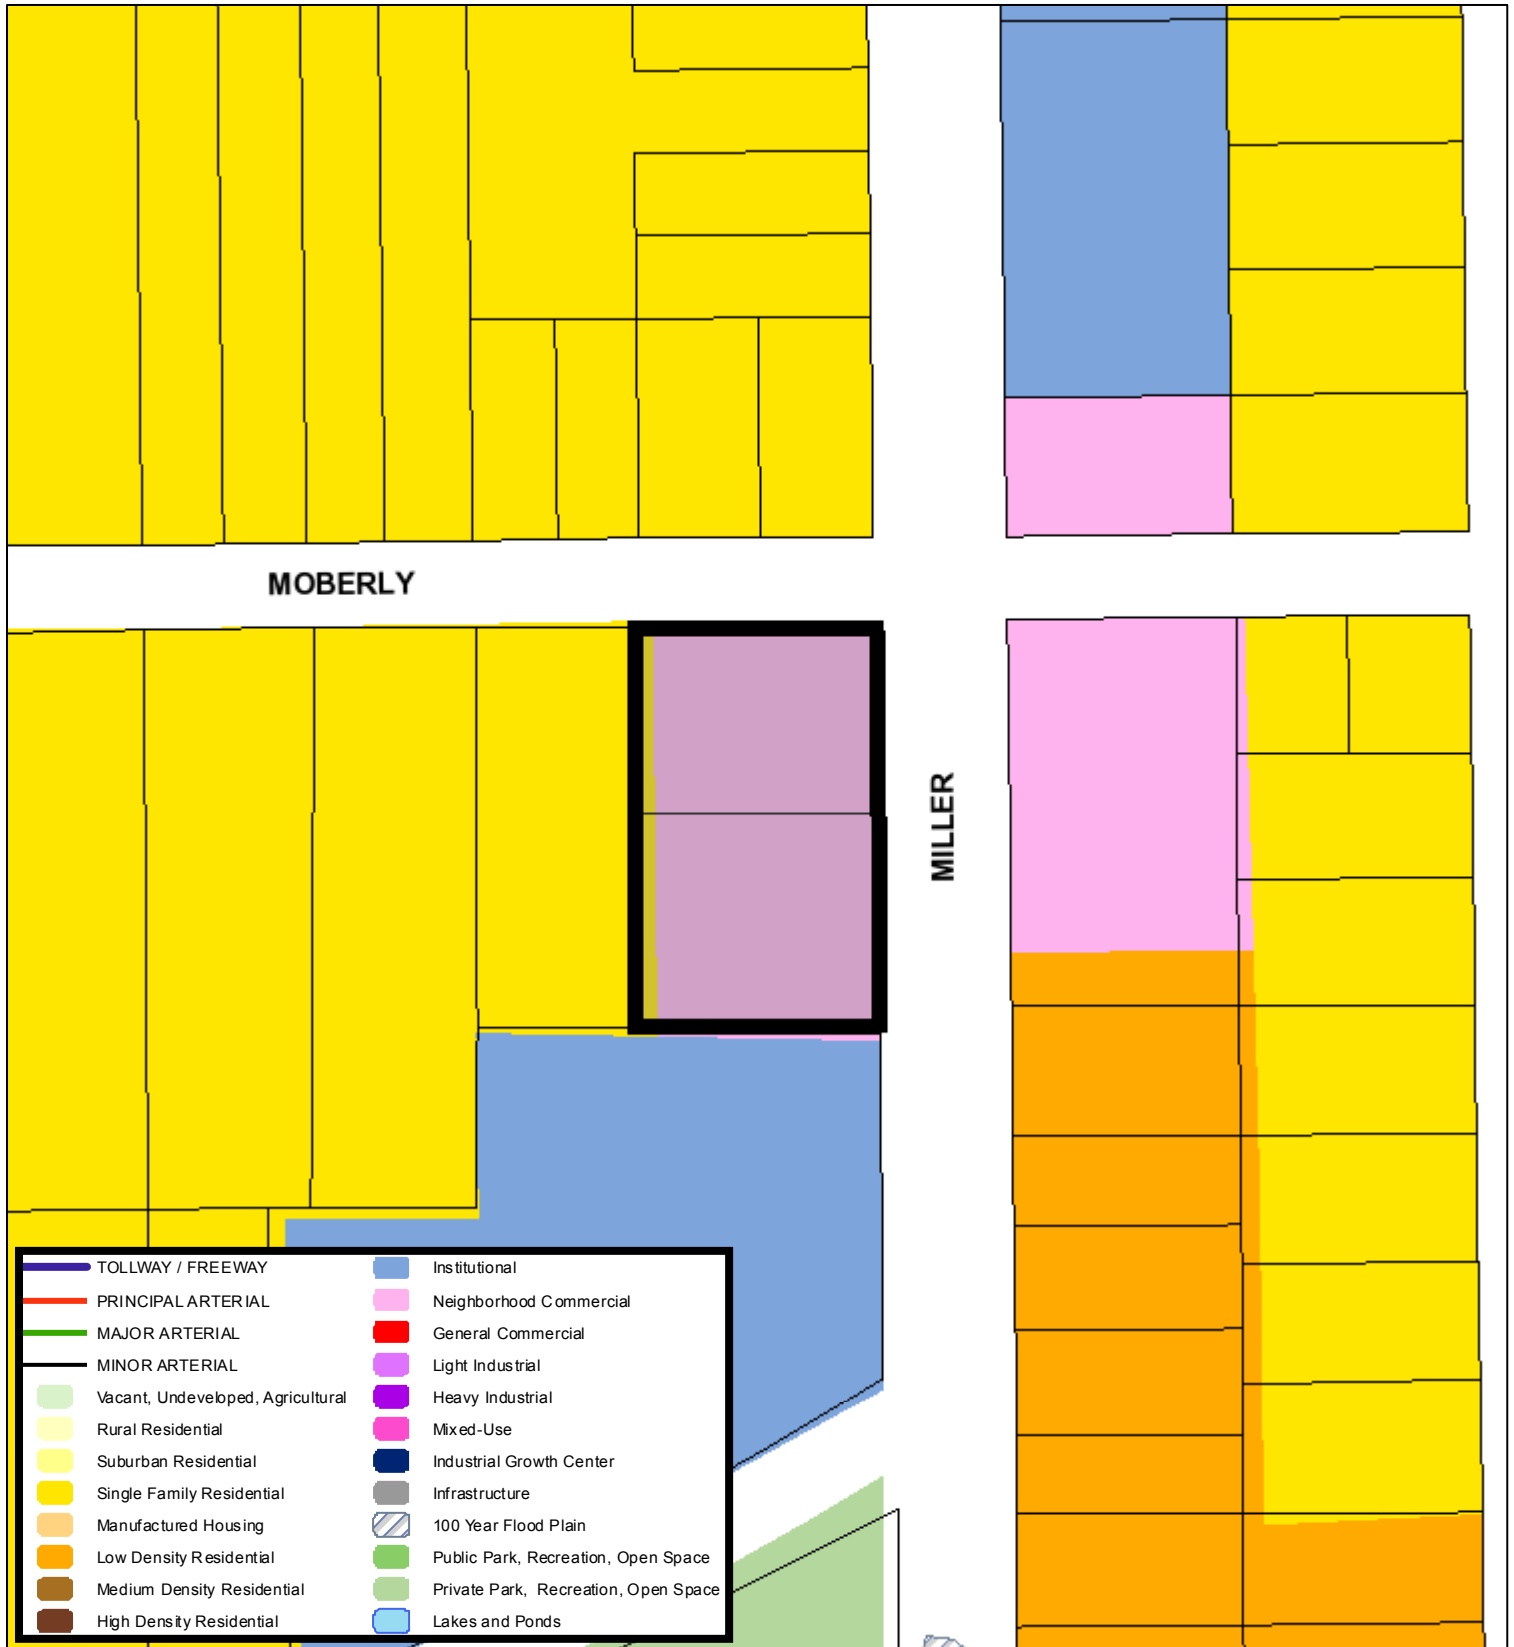 MOBERLY
MILLER
TOLLWAY / FREEWAY
PRINCIPAL ARTERIAL
MAJOR ARTERIAL
MINOR ARTERIAL
Vacant, Undeveloped, Agricultural
Rural Residential
Suburban Residential
Single Family Residential
Manufactured Housing
Low Density Residential
Medium Density Residential
High Density Residential
Institutional
Neighborhood Commercial
General Commercial
Light Industrial
Heavy Industrial
Mixed-Use
Industrial Growth Center
Infrastructure
100 Year Flood Plain
Public Park, Recreation, Open Space
Private Park, Recreation, Open Space
Lakes and Ponds